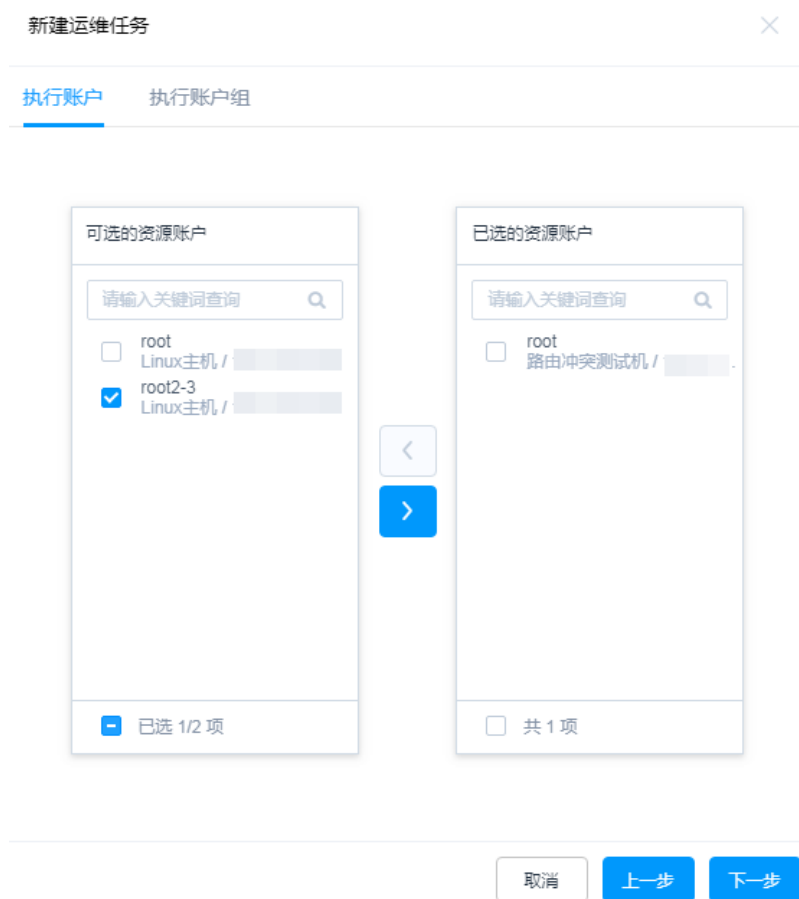 新建运维任务
执行账户 执行账户组
可选的资源账户
请输入关键词查询
root
Linux主机 /
root2-3
Linux主机 /
已选 1/2 项
已选的资源账户
请输入关键词查询
root
路由冲突测试机 /
共 1 项
取消 上一步 下一步